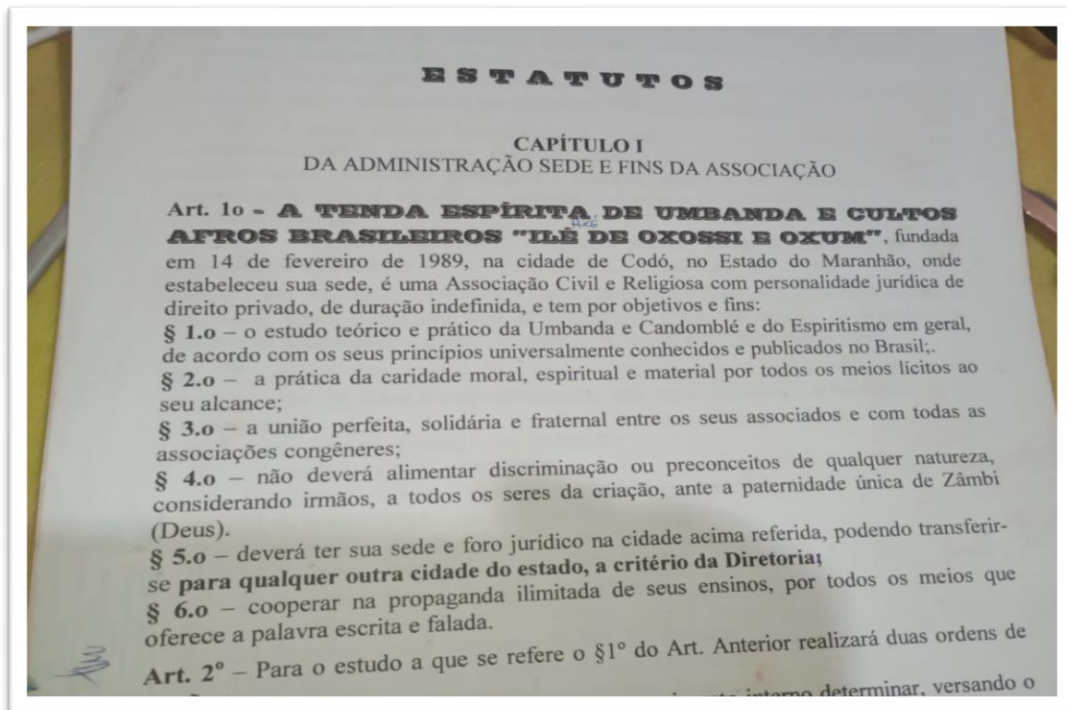 ESTATUTOS
CAPÍTULO I
DA ADMINISTRAÇÃO SEDE E FINS DA ASSOCIAÇÃO
Art. 1o - A TENDA ESPÍRITA DE UMBANDA E CULTOS
AFROS BRASILEIROS "ILÊ DE OXOSSI E OXUM", fundada
em 14 de fevereiro de 1989, na cidade de Codó, no Estado do Maranhão, onde
estabeleceu sua sede, é uma Associação Civil e Religiosa com personalidade jurídica de
direito privado, de duração indefinida, e tem por objetivos e fins:
§ 1.o – o estudo teórico e prático da Umbanda e Candomblé e do Espiritismo em geral,
de acordo com os seus princípios universalmente conhecidos e publicados no Brasil;.
§ 2.o – a prática da caridade moral, espiritual e material por todos os meios lícitos ao
seu alcance;
§ 3.o – a união perfeita, solidária e fraternal entre os seus associados e com todas as
associações congêneres;
§ 4.o – não deverá alimentar discriminação ou preconceitos de qualquer natureza,
considerando irmãos, a todos os seres da criação, ante a paternidade única de Zâmbi
(Deus).
§ 5.o – deverá ter sua sede e foro jurídico na cidade acima referida, podendo transferir-
se para qualquer outra cidade do estado, a critério da Diretoria;
§ 6.o – cooperar na propaganda ilimitada de seus ensinos, por todos os meios que
oferece a palavra escrita e falada.
Art. 2º – Para o estudo a que se refere o §1º do Art. Anterior realizará duas ordens de
interno determinar, versando o